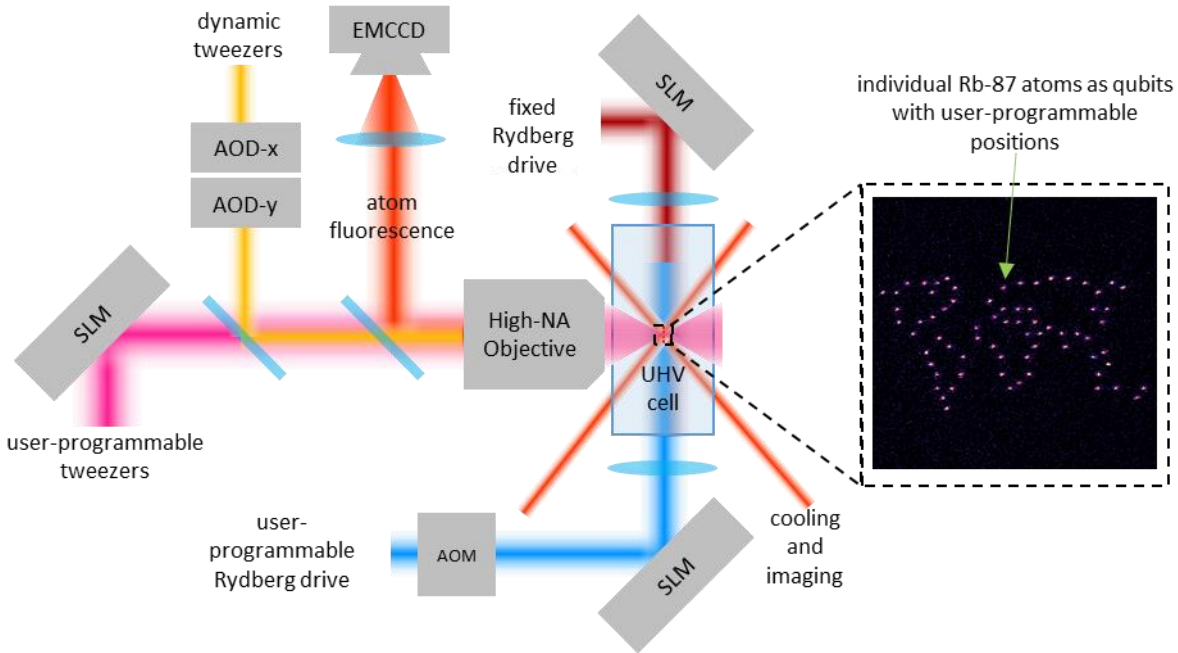 dynamic
tweezers
EMCCD
SLM
individual Rb-87 atoms as qubits
with user-programmable
positions
fixed
Rydberg
drive
AOD-x
AOD-y
atom
fluorescence
SLM
High-NA
Objective
UHV
cell
user-programmable
tweezers
user-
programmable
Rydberg drive
AOM
SLM
cooling
and
imaging